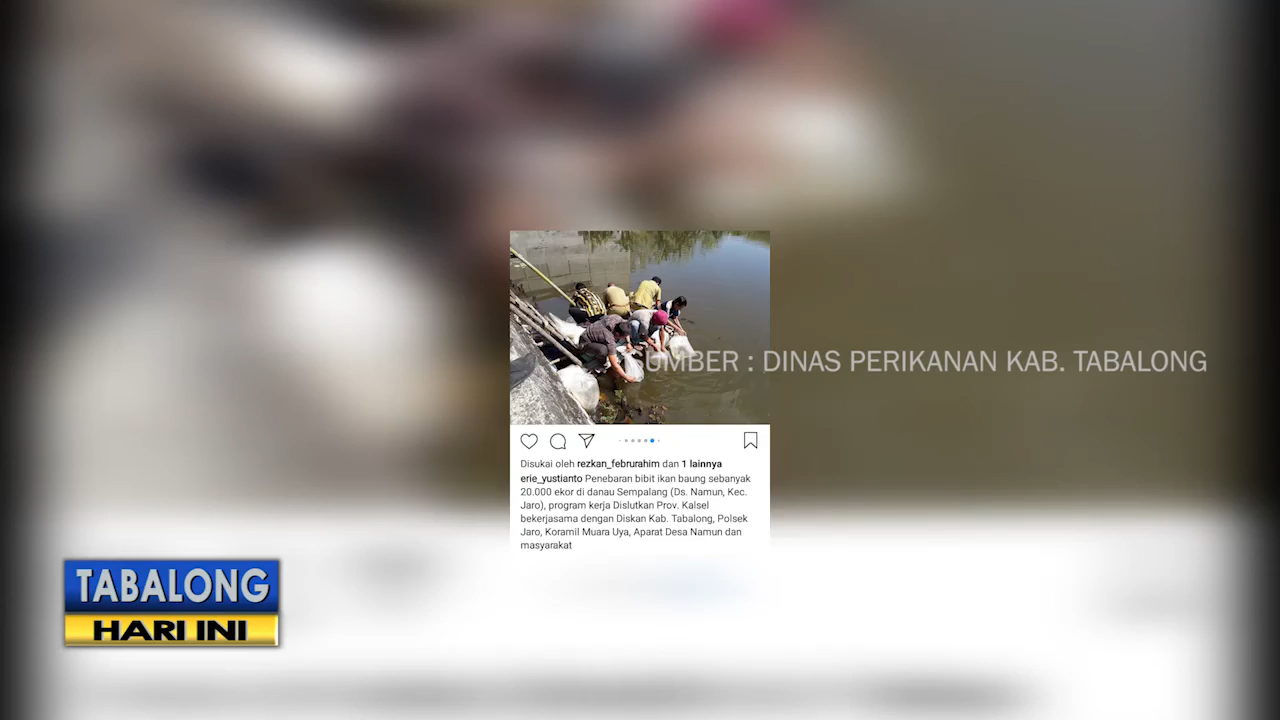 UMBER : DINAS PERIKANAN KAB. TABALONG
Disukai oleh rezkan_februrahim dan 1 lainnya
erie_yustianto Penebaran bibit ikan baung sebanyak
20.000 ekor di danau Sempalang (Ds. Namun, Kec.
Jaro), program kerja Dislutkan Prov. Kalsel
bekerjasama dengan Diskan Kab. Tabalong, Polsek
Jaro, Koramil Muara Uya, Aparat Desa Namun dan
masyarakat
TABALONG
HARI INI